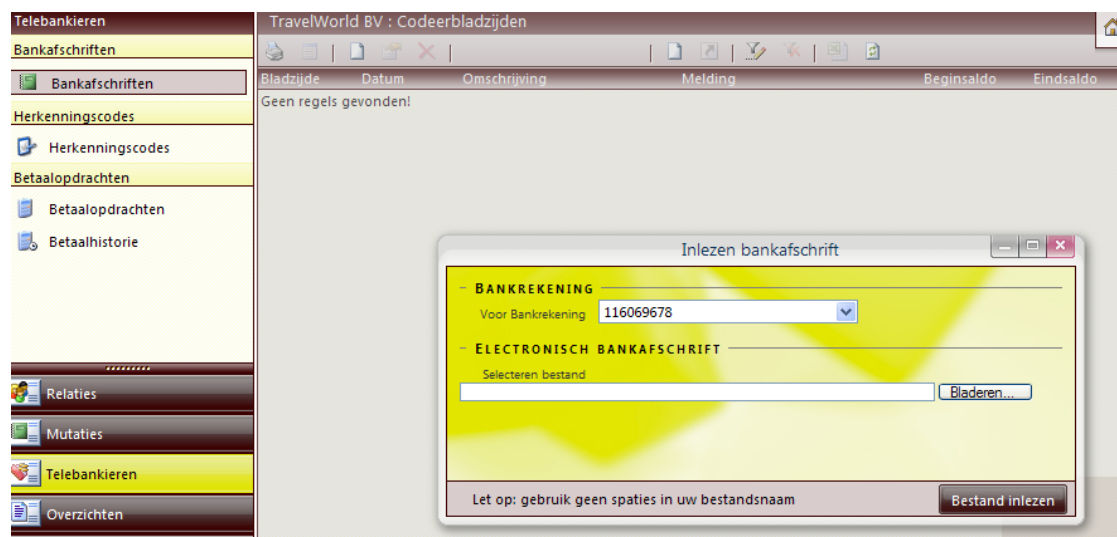 Telebankieren
Bankafschriften
Bankafschriften
Herkenningscodes
Herkenningscodes
Betaalopdrachten
Betaalopdrachten
Betaalhistorie
Relaties
Mutaties
Telebankieren
Overzichten
TravelWorld BV : Codeerbladzijden
Bladzijde Datum Omschrijving Melding Beginsaldo Eindsaldo
Geen regels gevonden!
Inlezen bankafschrift
BANKREKENING
Voor Bankrekening 116069678
ELECTRONISCH BANKAFSCHRIFT
Selecteren bestand
Bladeren...
Let op: gebruik geen spaties in uw bestandsnaam Bestand inlezen